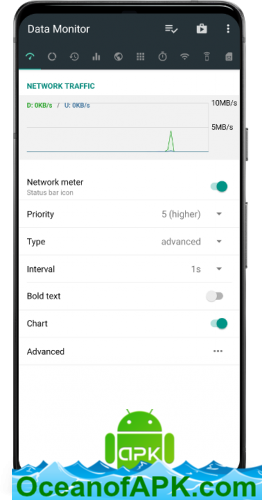 Data Monitor
NETWORK TRAFFIC
D: 0KB/s / U: 0KB/s
10MB/s
5MB/s
Network meter
Status bar icon
Priority 5 (higher)
Type advanced
Interval 1s
Bold text
Chart
Advanced
apk
OceanofAPK.com